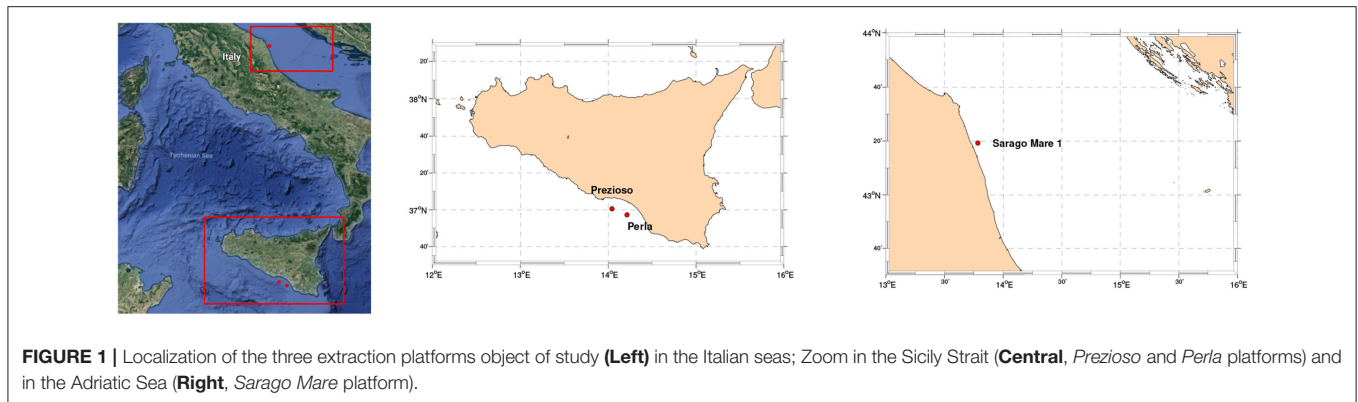 Italy
Tyrrhenian Sea
20'
38°N
40'
20'
37°N
40'
12°E
13°E
14°E
15°E
16°E
Prezioso
Perla
44°N
40'
20'
43°N
40'
13°E
30'
14°E
30'
15°E
30'
16°E
Sarago Mare 1
FIGURE 1 | Localization of the three extraction platforms object of study (Left) in the Italian seas; Zoom in the Sicily Strait (Central, Prezioso and Perla platforms) and
in the Adriatic Sea (Right, Sarago Mare platform).